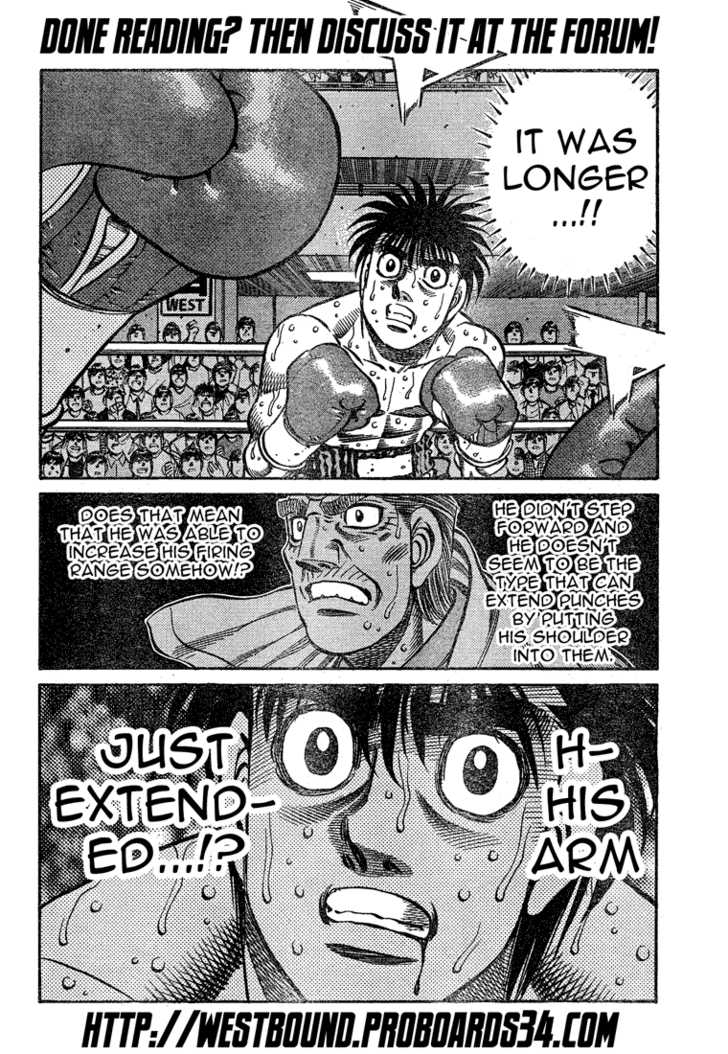 DONE READING? THEN DISCUSS IT AT THE FORUM!
IT WAS
LONGER
...!!
WEST
HE DIDN'T STEP
FORWARD AND
HE DOESN'T
SEEM TO BE THE
TYPE THAT CAN
EXTEND PUNCHES
BY PUTTING
HIS SHOULDER
INTO THEM.
DOES THAT MEAN
THAT HE WAS ABLE TO
INCREASE HIS FIRING
RANGE SOMEHOW!?
H-
HIS
ARM
JUST
EXTEND-
ED...!?
HTTP://WESTBOUND.PROBOARDS34.COM